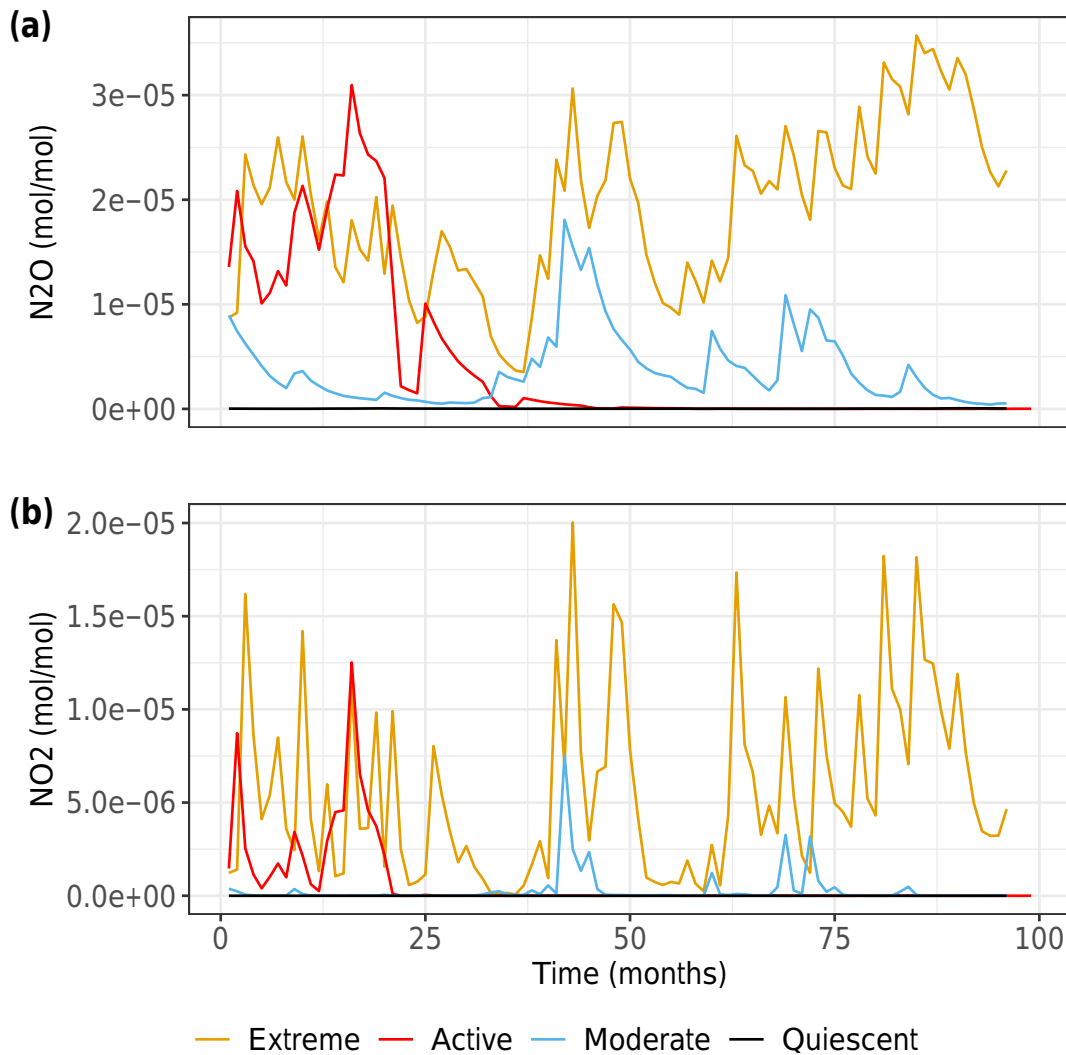 (a)
3e−05
2e−05
1e−05
0e+00
N2O (mol/mol)
(b)
2.0e−05
1.5e−05
1.0e−05
5.0e−06
0.0e+00
NO2 (mol/mol)
0 25 50 75 100
Time (months)
Extreme Active Moderate Quiescent